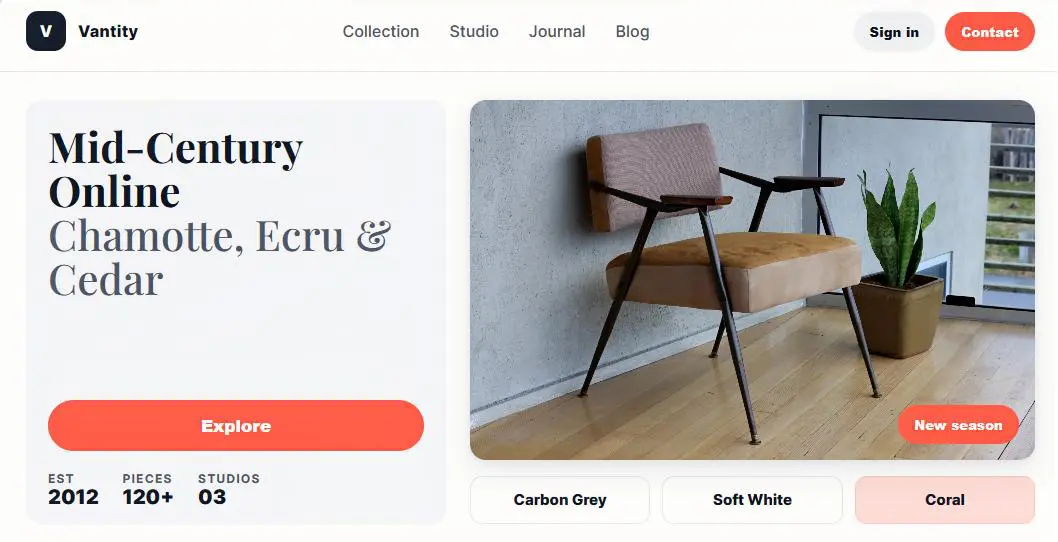 V
Vantity
Collection
Studio
Journal
Blog
Sign in
Contact
Mid-Century
Online
Chamotte, Ecru &
Cedar
Explore
EST
2012
PIECES
120+
STUDIOS
03
New season
Carbon Grey
Soft White
Coral